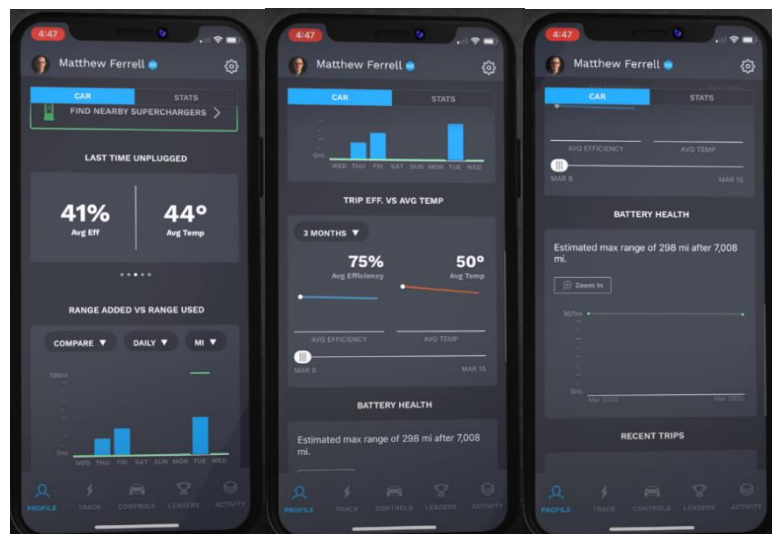 4:47
Matthew Ferrell
CAR STATS
FIND NEARBY SUPERCHARGERS >
LAST TIME UNPLUGGED
41% 44°
Avg Eff Avg Temp
RANGE ADDED VS RANGE USED
COMPARE ▼ DAILY ▼ MI ▼
100mi
0mi
WED THU FRI SAT SUN MON TUE WED
PROFILE TRACK CONTROLS LEADERS ACTIVITY
4:47
Matthew Ferrell
CAR STATS
0mi
WED THU FRI SAT SUN MON TUE WED
TRIP EFF. VS AVG TEMP
3 MONTHS ▼
75% 50°
Avg Efficiency Avg Temp
AVG EFFICIENCY AVG TEMP
MAR 8 MAR 15
BATTERY HEALTH
Estimated max range of 298 mi after 7,008
mi.
PROFILE TRACK CONTROLS LEADERS ACTIVITY
4:47
Matthew Ferrell
CAR STATS
AVG EFFICIENCY AVG TEMP
MAR 8 MAR 15
BATTERY HEALTH
Estimated max range of 298 mi after 7,008
mi.
Zoom In
307mi
0mi
Mar 2020 Mar 2020
RECENT TRIPS
PROFILE TRACK CONTROLS LEADERS ACTIVITY